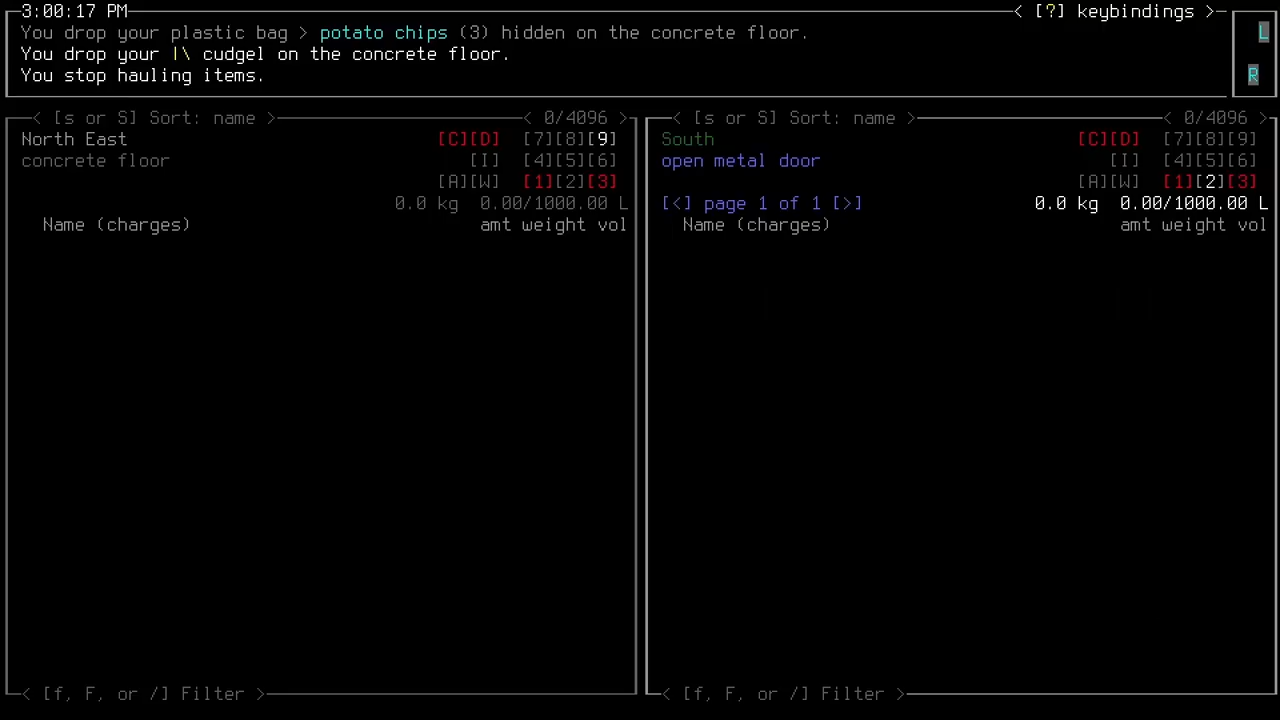 3:00:17 PM < [?] keybindings >
You drop your plastic bag > potato chips (3) hidden on the concrete floor. L
You drop your |\ cudgel on the concrete floor.
You stop hauling items. R
< [s or S] Sort: name > < 0/4096 >
North East [C][D] [7][8][9]
concrete floor [I] [4][5][6]
[A][W] [1][2][3]
0.0 kg 0.00/1000.00 L
Name (charges) amt weight vol
< [f, F, or /] Filter >
< [s or S] Sort: name > < 0/4096 >
South [C][D] [7][8][9]
open metal door [I] [4][5][6]
[A][W] [1][2][3]
[<] page 1 of 1 [>] 0.0 kg 0.00/1000.00 L
Name (charges) amt weight vol
< [f, F, or /] Filter >